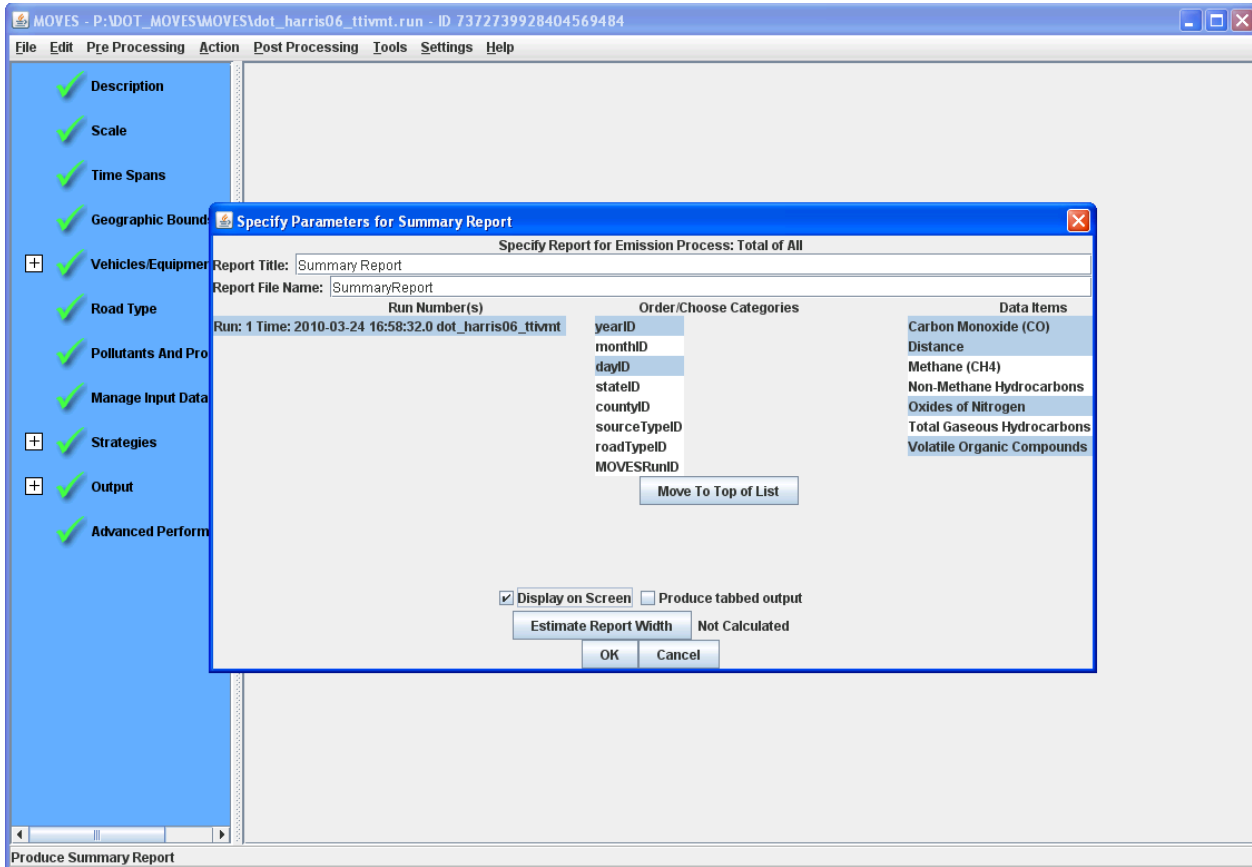 MOVES - P:\DOT_MOVES\MOVES\dot_harris06_ttivmt.run - ID 7372739928404569484
File Edit Pre Processing Action Post Processing Tools Settings Help
Description
Scale
Time Spans
Geographic Bound
Vehicles/Equipmer
Road Type
Pollutants And Pro
Manage Input Data
Strategies
Output
Advanced Perform
Specify Parameters for Summary Report
Specify Report for Emission Process: Total of All
Report Title: Summary Report
Report File Name: SummaryReport
Run Number(s)
Run: 1 Time: 2010-03-24 16:58:32.0 dot_harris06_ttivmt
Order/Choose Categories
yearID
monthID
dayID
stateID
countyID
sourceTypeID
roadTypeID
MOVESRunID
Move To Top of List
Data Items
Carbon Monoxide (CO)
Distance
Methane (CH4)
Non-Methane Hydrocarbons
Oxides of Nitrogen
Total Gaseous Hydrocarbons
Volatile Organic Compounds
Display on Screen Produce tabbed output
Estimate Report Width Not Calculated
OK Cancel
Produce Summary Report